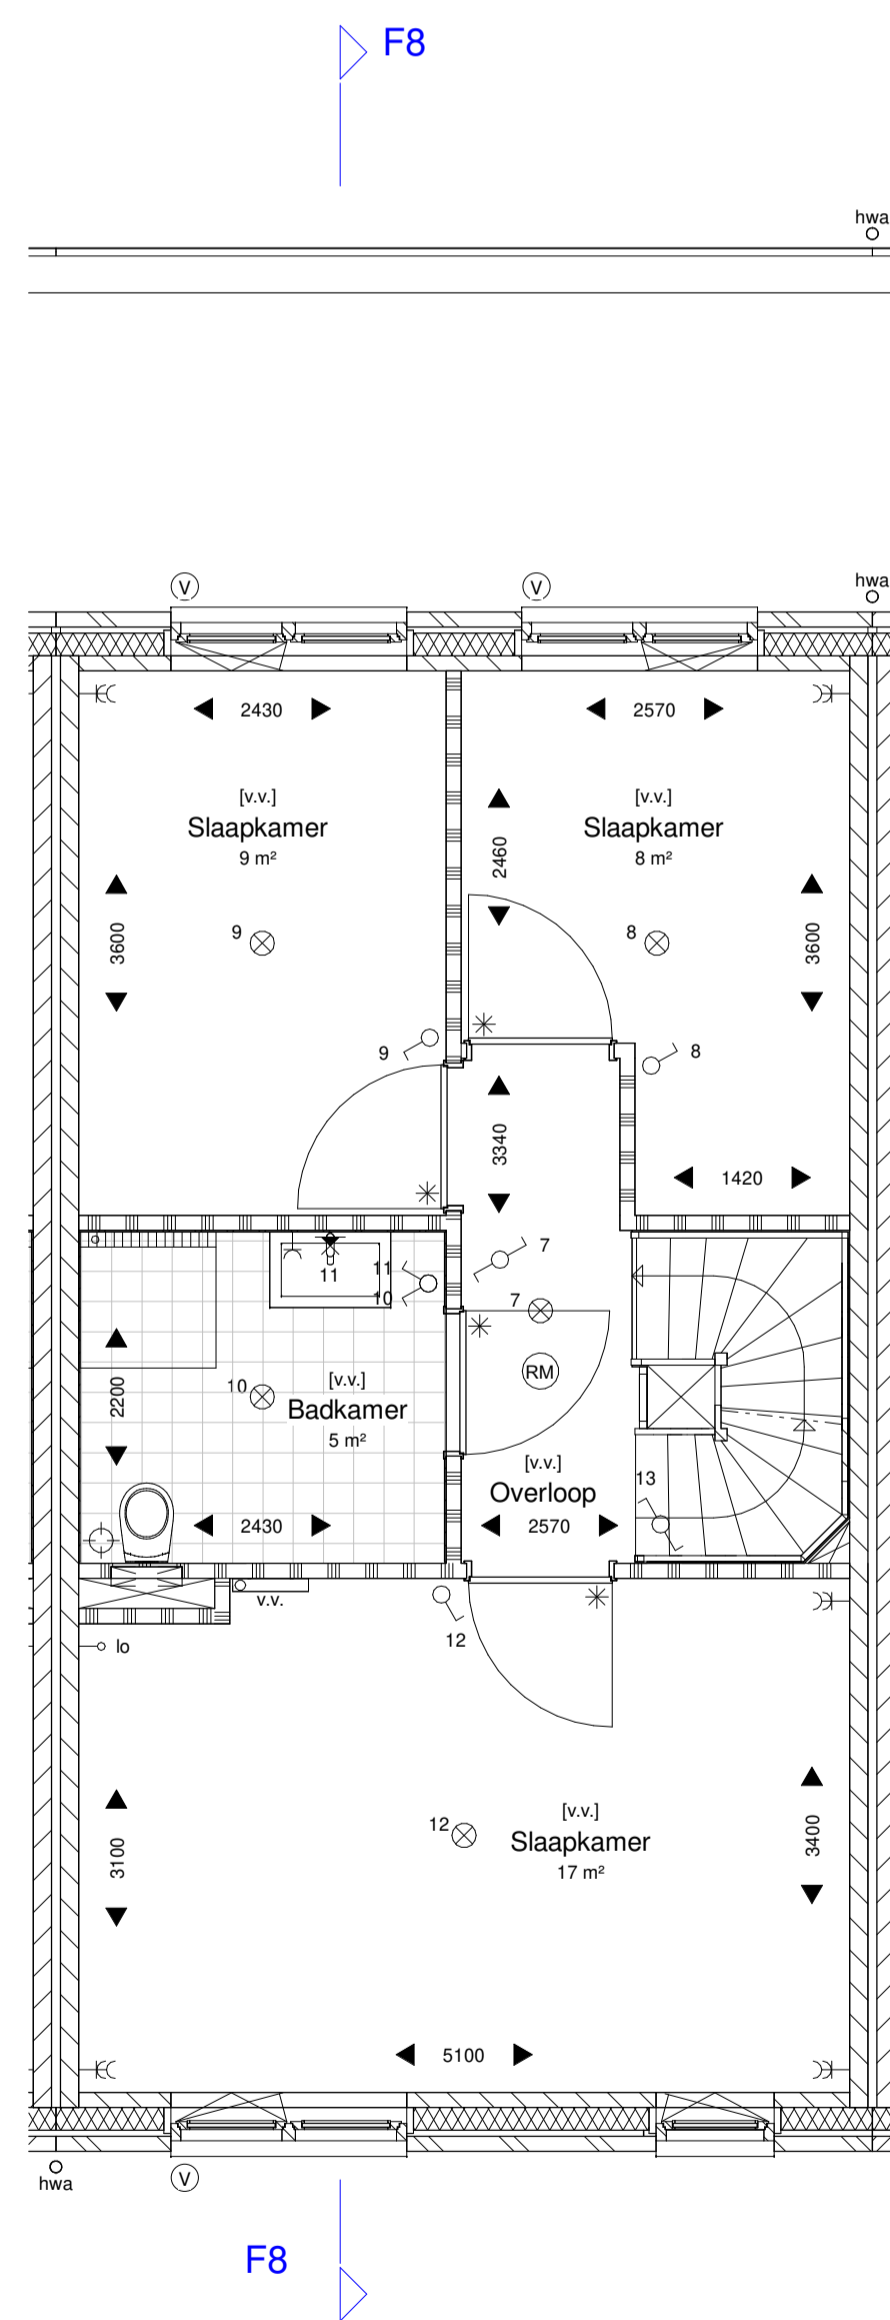 F8
hwa
hwa
V
V
2430
2570
[v.v.]
Slaapkamer
9 m²
[v.v.]
Slaapkamer
8 m²
2460
3600
3600
9
8
9
8
3340
1420
7
11
11
10
7
RM
10
[v.v.]
Badkamer
5 m²
2200
[v.v.]
Overloop
2570
13
2430
v.v.
12
lo
12
[v.v.]
Slaapkamer
17 m²
3100
3400
5100
hwa
V
F8